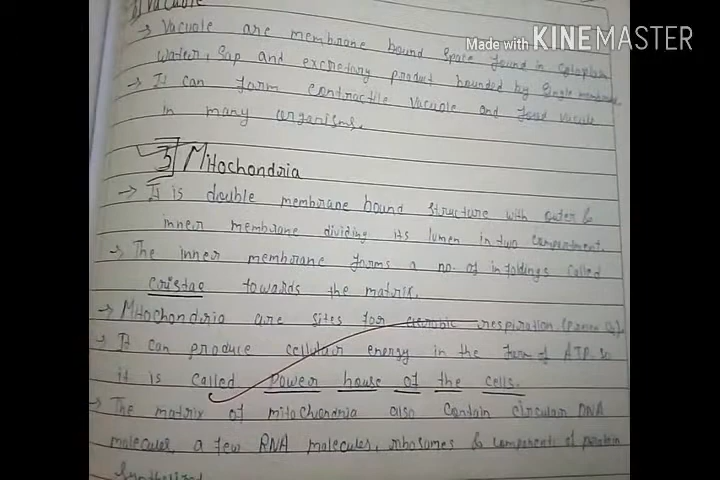 Vacuole
→ Vacuole are membrane bound space found in cytoplasm
water, Sap and excretary product bounded by single membrane
→ It can form contractile vacuole and food vacule
in many organisms.
3] Mitochondria
→ It is double membrane bound structure with outer &
inner membrane dividing its lumen in two compartment.
→ The inner membrane forms a no. of infoldings called
cristae towards the matrix.
→ Mitochondria are sites for aerobic respiration
→ It can produce cellular energy in the form of ATP. so
it is called power house of the cells.
→ The matrix of mitochondria also contain circular DNA
molecules, a few RNA molecules, ribosomes & component of protein
Made with KINEMASTER